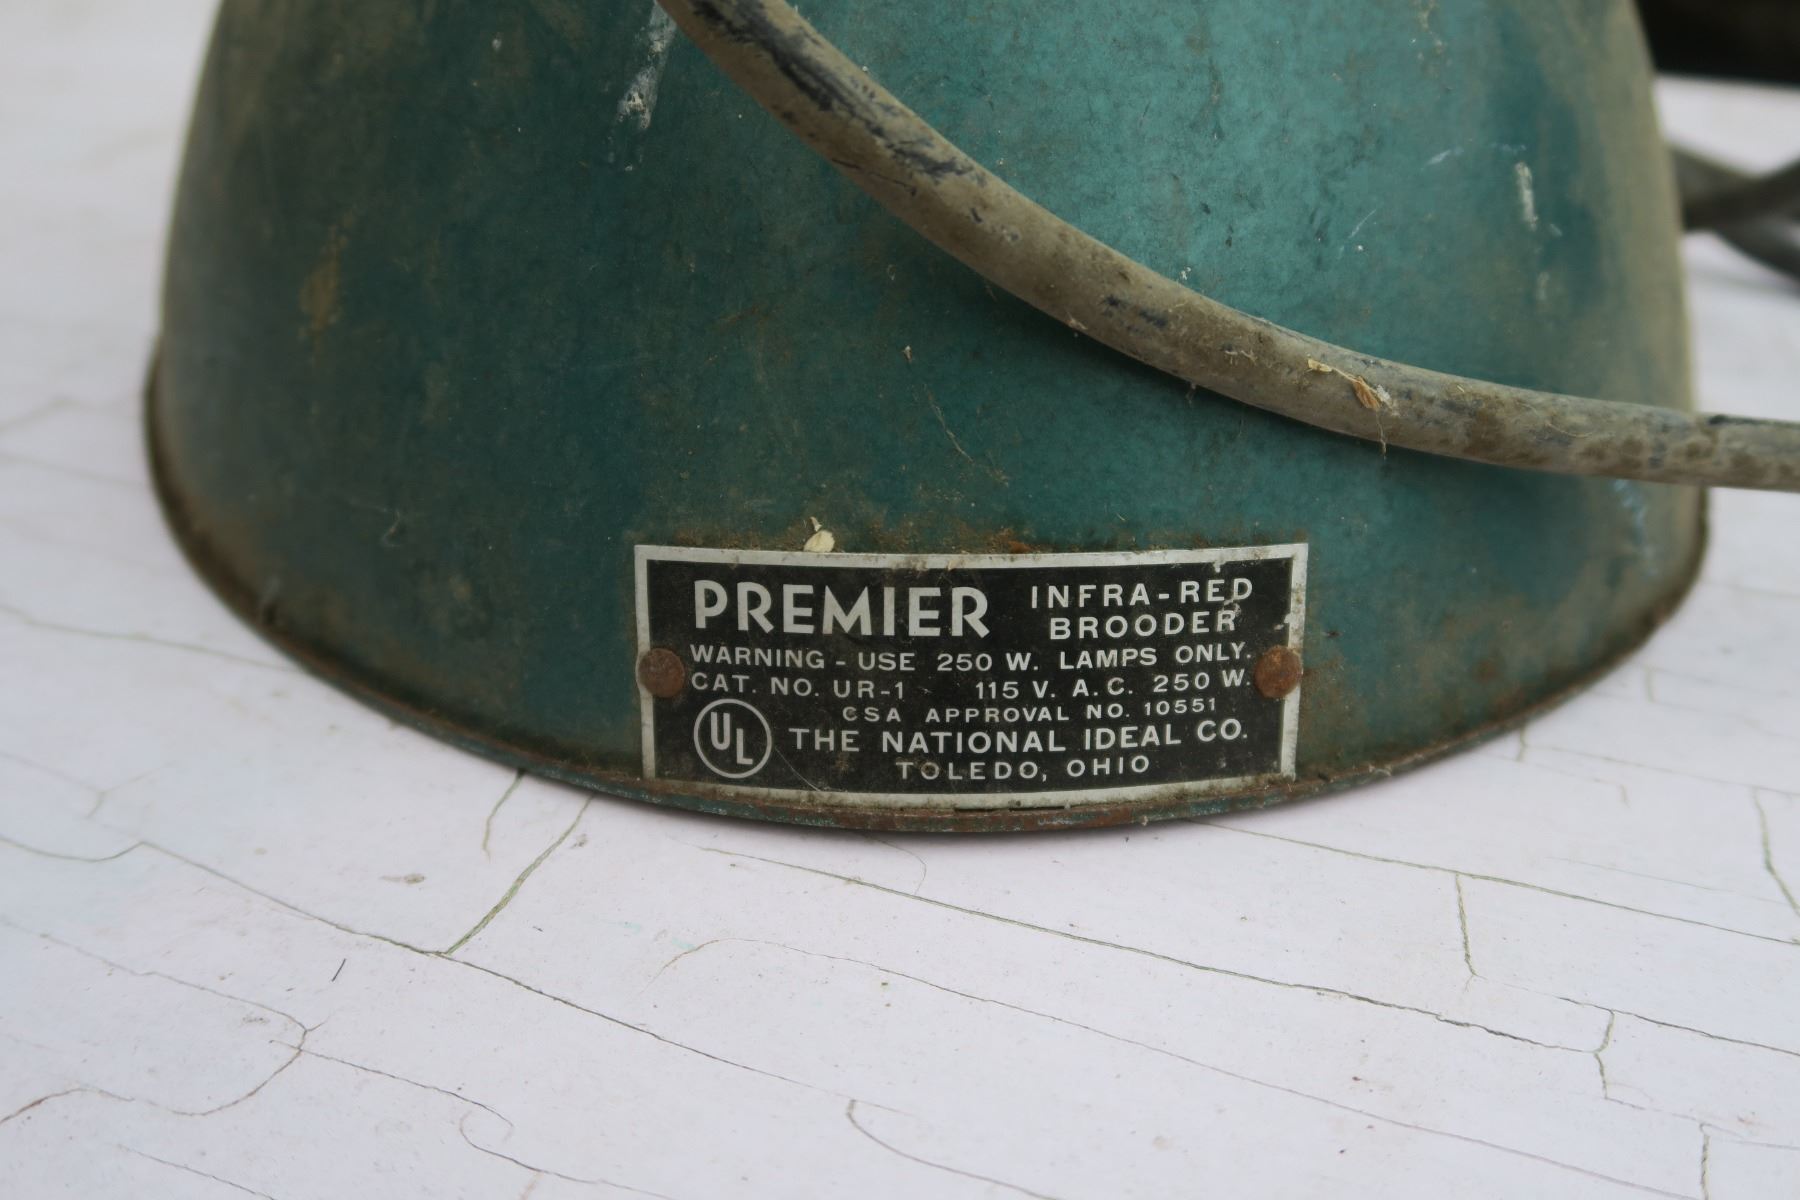 PREMIER INFRA-RED
BROODER
WARNING - USE 250 W. LAMPS ONLY.
CAT. NO. UR-1 115 V. A.C. 250 W.
CSA APPROVAL NO. 10551
UL THE NATIONAL IDEAL CO.
TOLEDO, OHIO